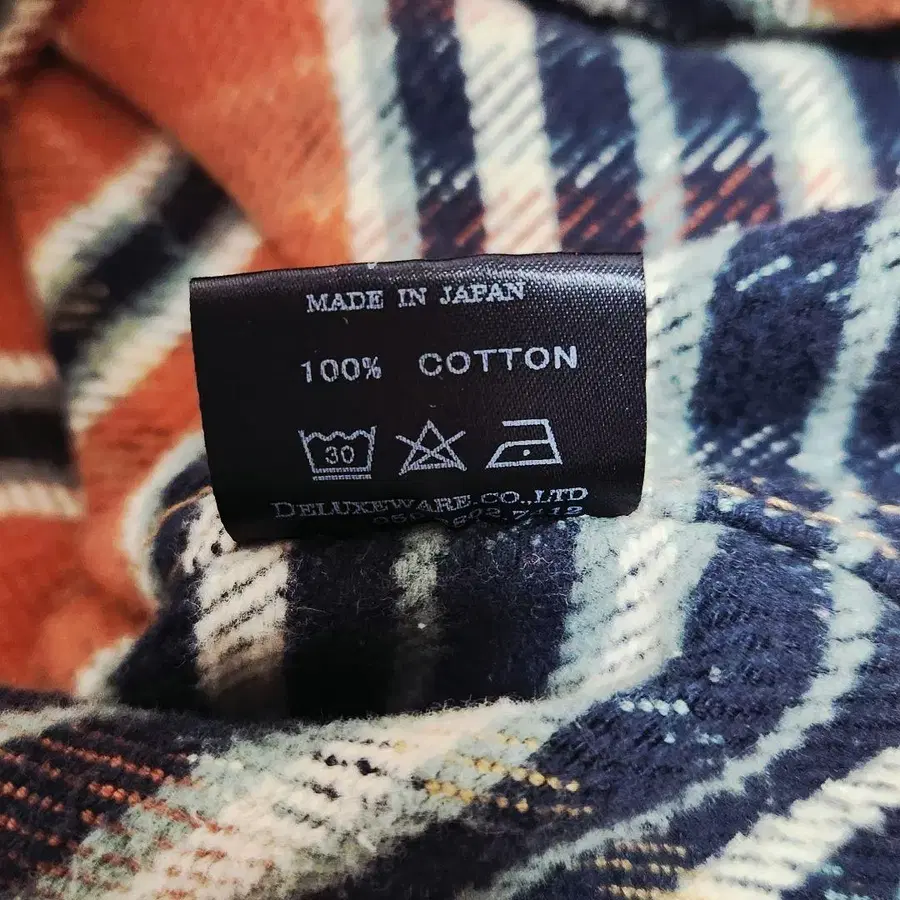 MADE IN JAPAN
100% COTTON
30
DELUXEWARE.CO.,LTD